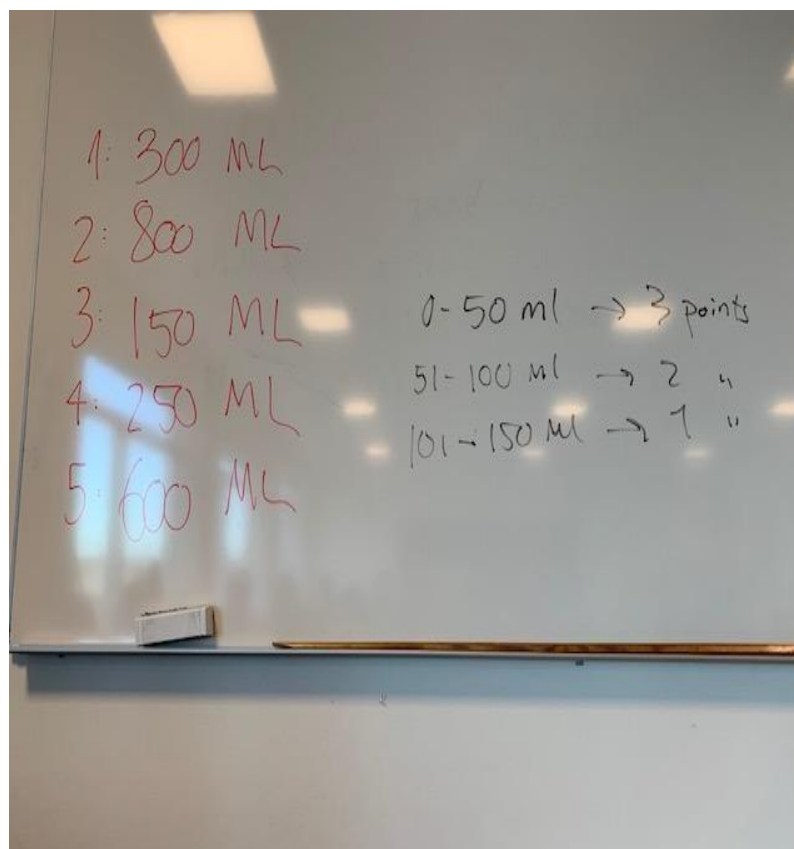 1: 300 ML
2: 800 ML
3: 150 ML
4: 250 ML
5: 600 ML
0-50 ml → 3 points
51-100 ml → 2 "
101-150 ml → 1 "